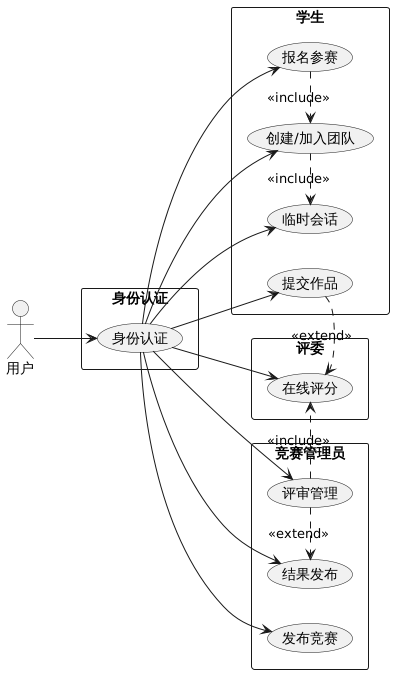 学生
报名参赛
«include»
创建/加入团队
«include»
临时会话
提交作品
身份认证
身份认证
用户
«extend»
评委
在线评分
«include»
竞赛管理员
评审管理
«extend»
结果发布
发布竞赛